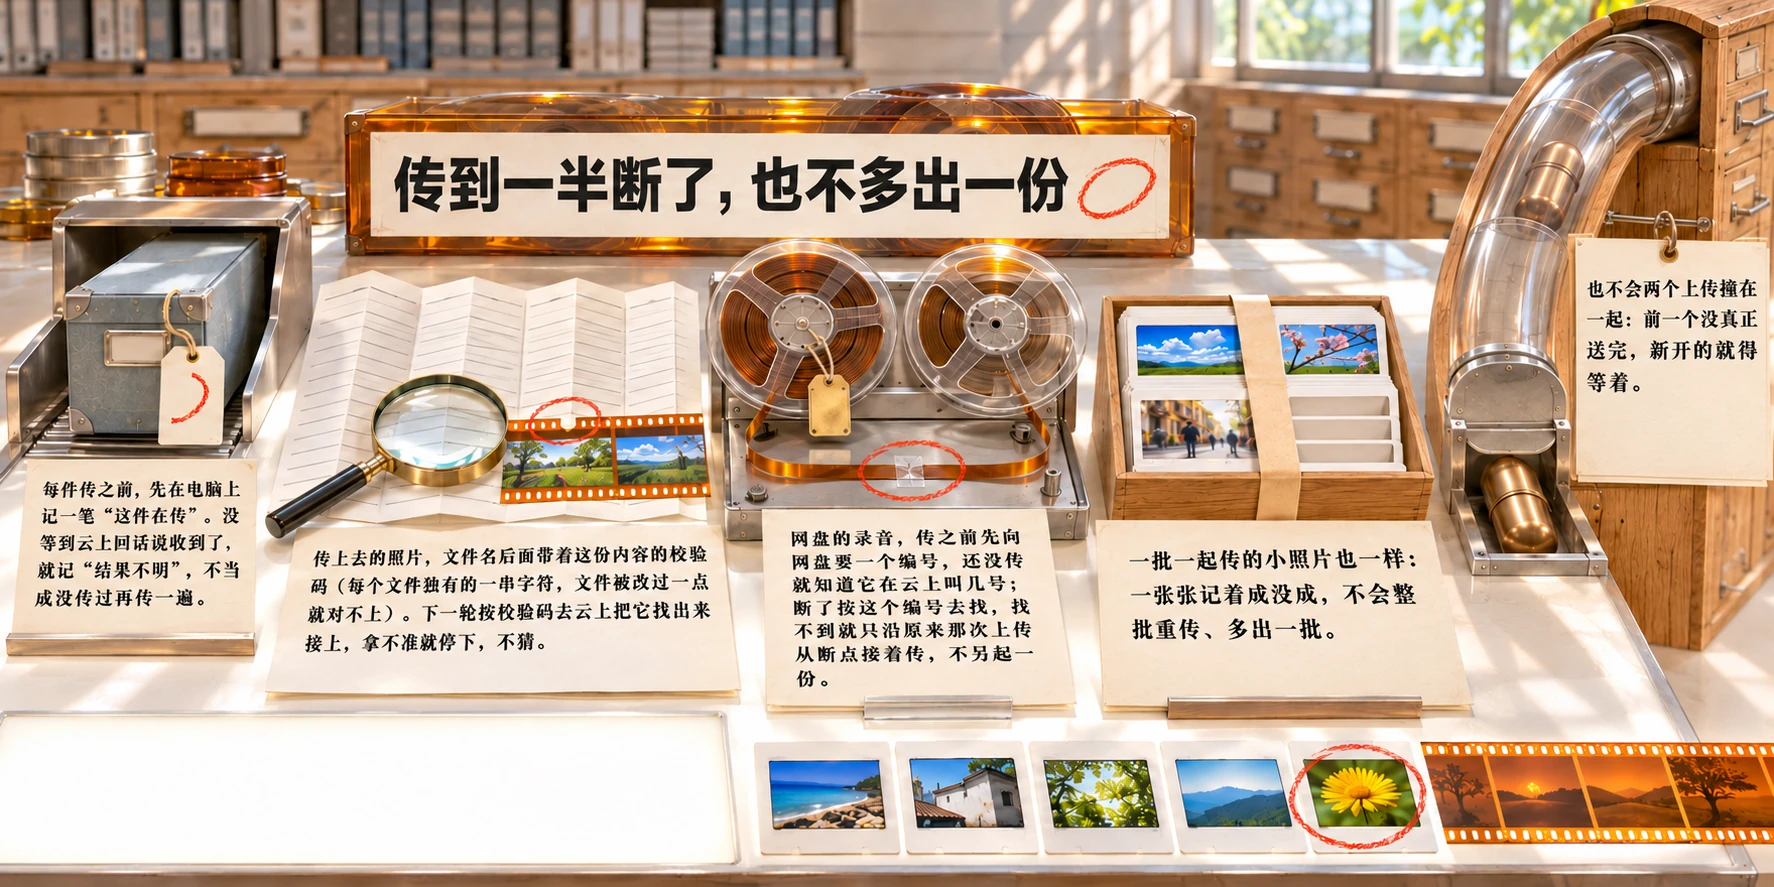 传到一半断了，也不多出一份
每件传之前，先在电脑上
记一笔“这件在传”。没
等到云上回话说收到了，
就记“结果不明”，不当
成没传过再传一遍。
传上去的照片，文件名后面带着这份内容的校验
码（每个文件独有的一串字符，文件被改过一点
就对不上）。下一轮按校验码去云上把它找出来
接上，拿不准就停下，不猜。
网盘的录音，传之前先向
网盘要一个编号，还没传
就知道它在云上叫几号；
断了按这个编号去找，找
不到就只沿原来那次上传
从断点接着传，不另起一
份。
一批一起传的小照片也一样：
一张张记着成没成，不会整
批重传、多出一批。
也不会两个上传撞在
一起：前一个没真正
送完，新开的就得
等着。